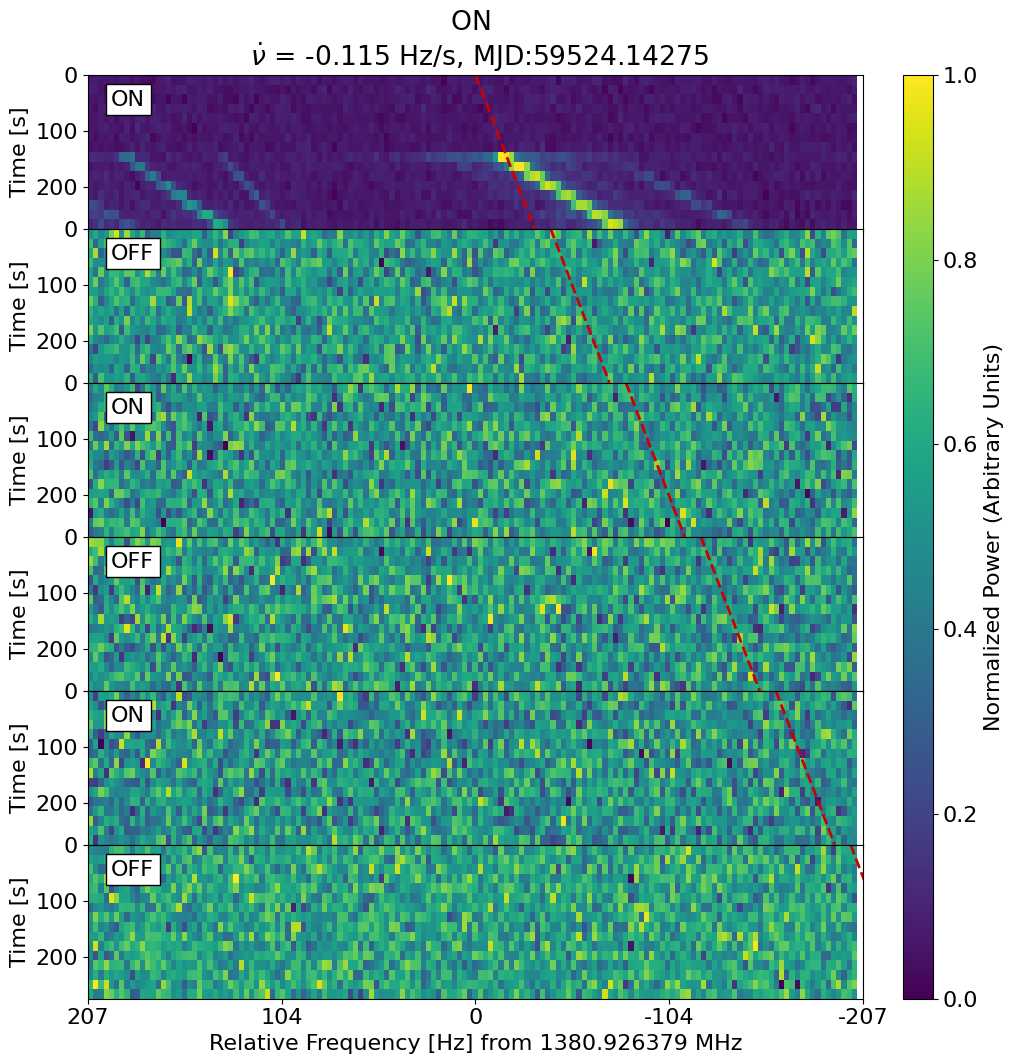 ON
ν̇ = -0.115 Hz/s, MJD:59524.14275
0
100
200
Time [s]
ON
0
100
200
Time [s]
OFF
0
100
200
Time [s]
ON
0
100
200
Time [s]
OFF
0
100
200
Time [s]
ON
0
100
200
Time [s]
OFF
207
104
0
-104
-207
Relative Frequency [Hz] from 1380.926379 MHz
1.0
0.8
0.6
0.4
0.2
0.0
Normalized Power (Arbitrary Units)